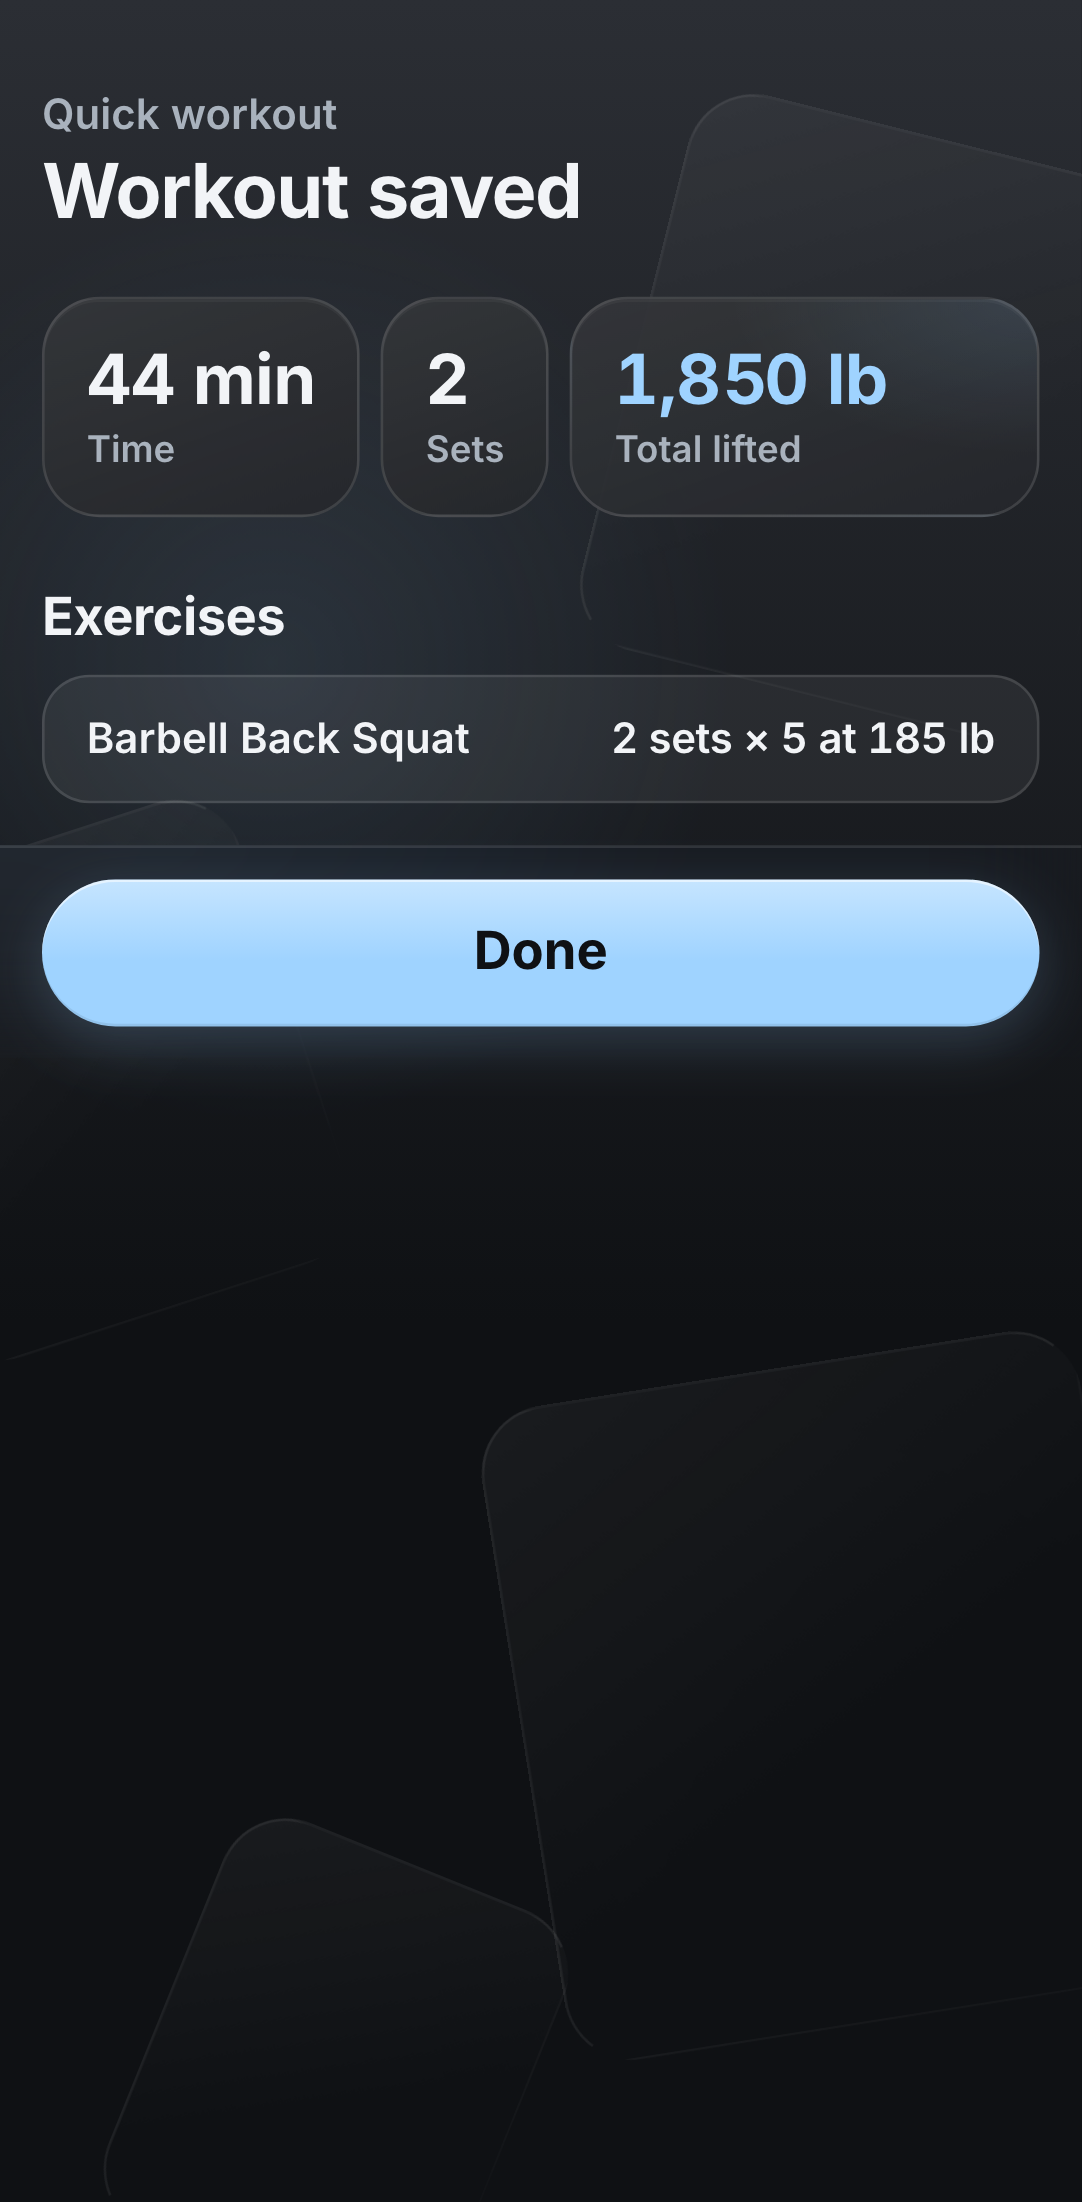 Quick workout
Workout saved
44 min
Time
2
Sets
1,850 lb
Total lifted
Exercises
Barbell Back Squat
2 sets × 5 at 185 lb
Done